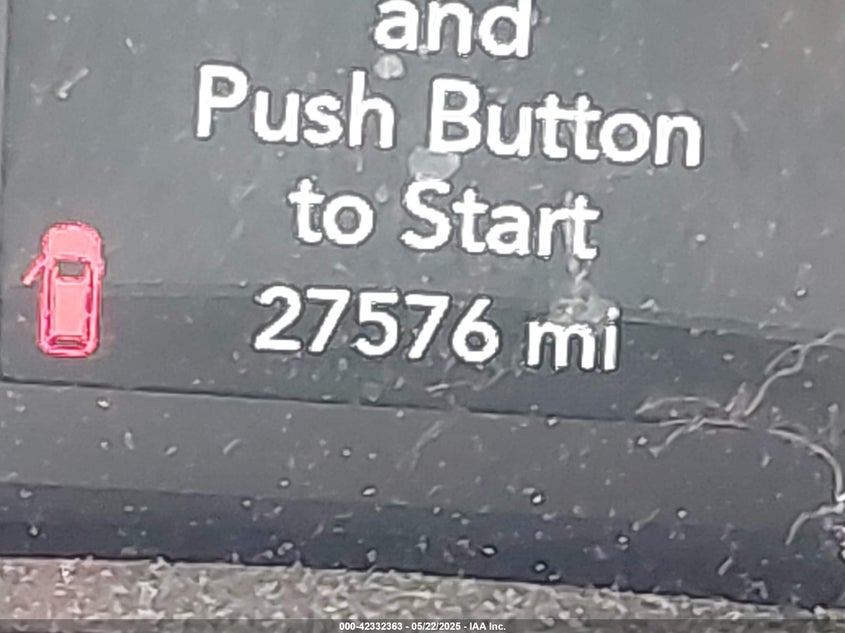 and
Push Button
to Start
27576 mi
000-42332363 - 05/22/2025 - IAA Inc.